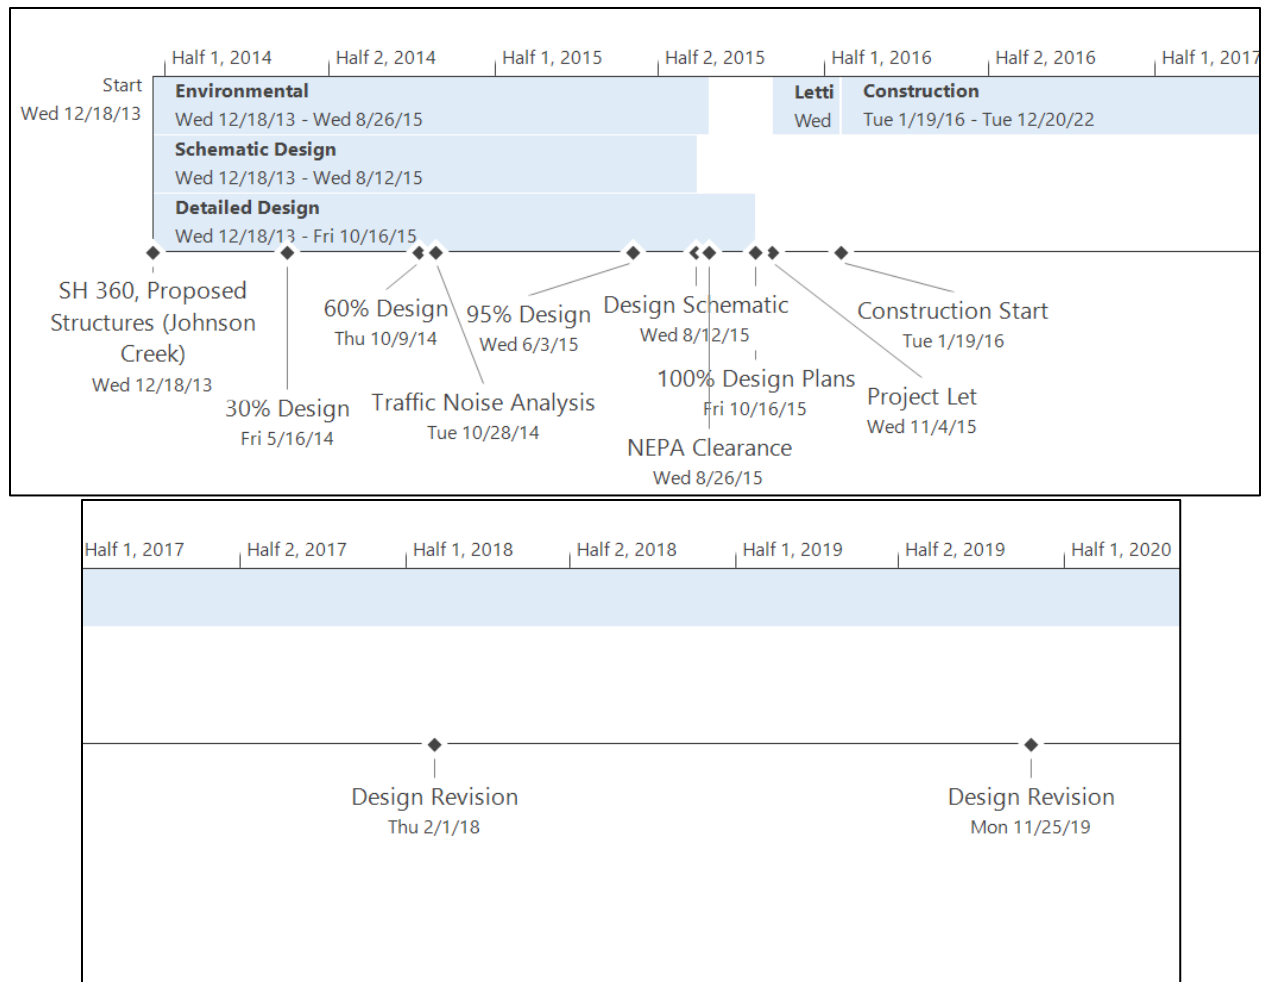 Half 1, 2014
Half 2, 2014
Half 1, 2015
Half 2, 2015
Half 1, 2016
Half 2, 2016
Half 1, 2017
Start
Wed 12/18/13
Environmental
Wed 12/18/13 - Wed 8/26/15
Letti
Wed
Construction
Tue 1/19/16 - Tue 12/20/22
Schematic Design
Wed 12/18/13 - Wed 8/12/15
Detailed Design
Wed 12/18/13 - Fri 10/16/15
SH 360, Proposed
Structures (Johnson
Creek)
Wed 12/18/13
30% Design
Fri 5/16/14
60% Design
Thu 10/9/14
Traffic Noise Analysis
Tue 10/28/14
95% Design
Wed 6/3/15
Design Schematic
Wed 8/12/15
100% Design Plans
Fri 10/16/15
NEPA Clearance
Wed 8/26/15
Project Let
Wed 11/4/15
Construction Start
Tue 1/19/16
Half 1, 2017
Half 2, 2017
Half 1, 2018
Half 2, 2018
Half 1, 2019
Half 2, 2019
Half 1, 2020
Design Revision
Thu 2/1/18
Design Revision
Mon 11/25/19